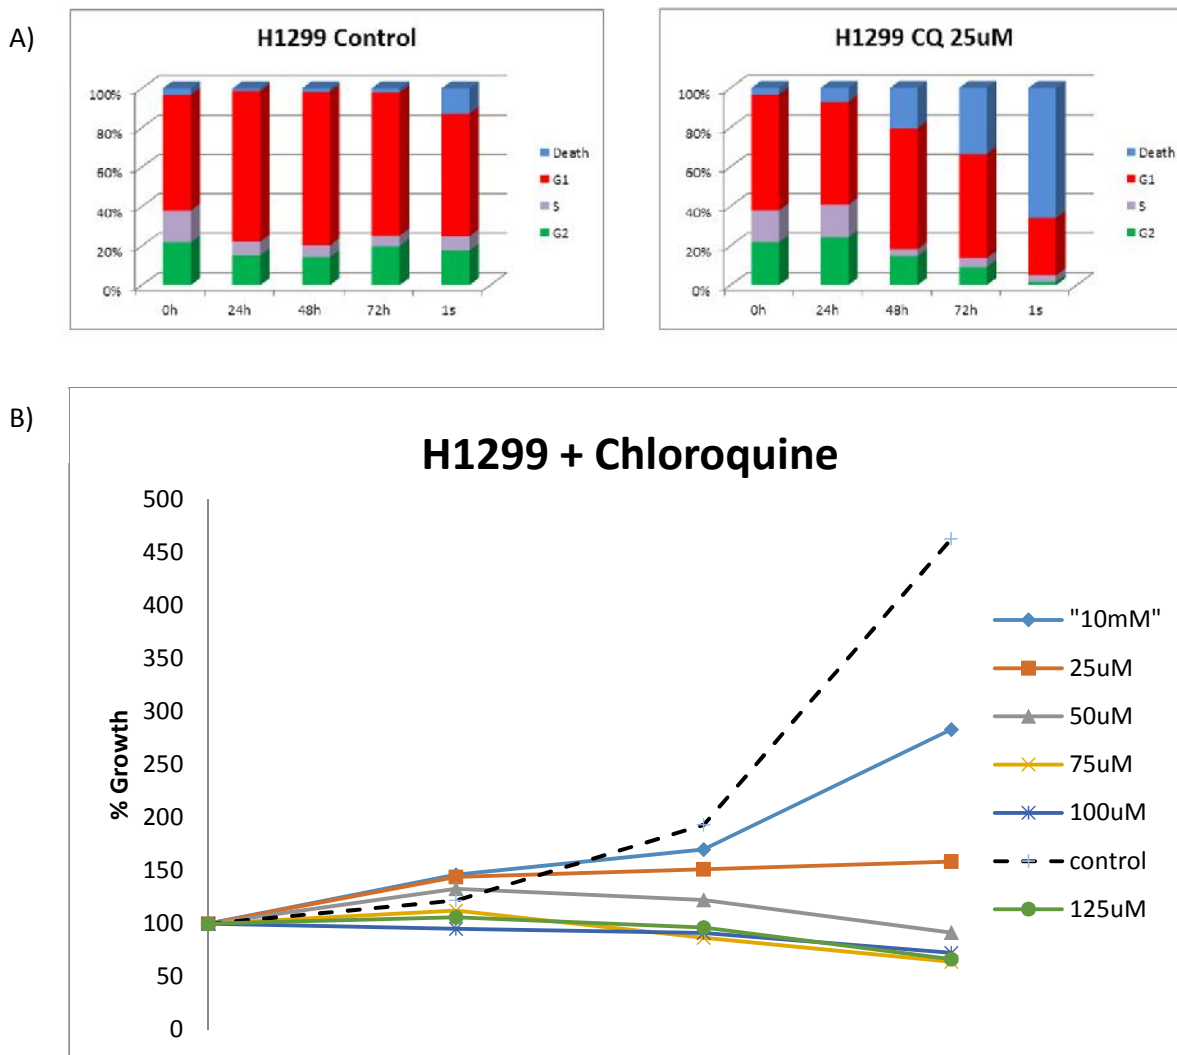 A)
H1299 Control
100%
80%
60%
40%
20%
0%
0h 24h 48h 72h 1s
Death
G1
S
G2
H1299 CQ 25uM
100%
80%
60%
40%
20%
0%
0h 24h 48h 72h 1s
Death
G1
S
G2
B)
H1299 + Chloroquine
% Growth
500
450
400
350
300
250
200
150
100
50
0
"10mM"
25uM
50uM
75uM
100uM
control
125uM